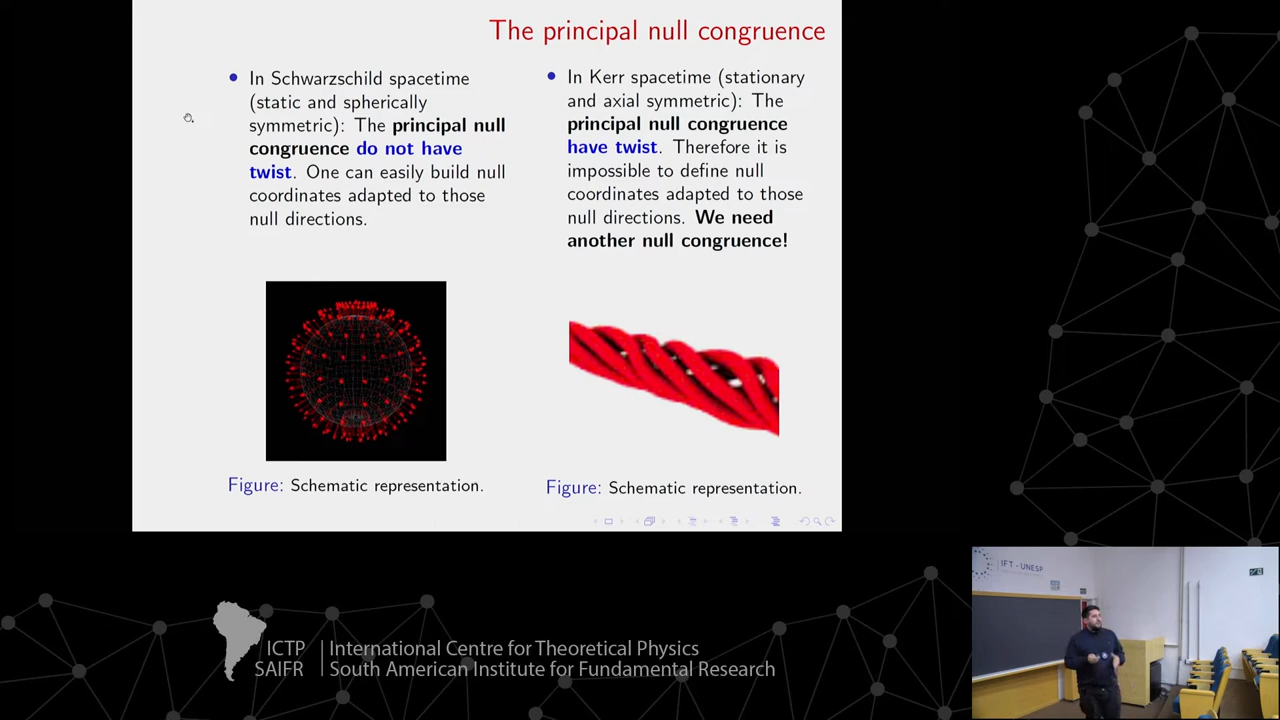 The principal null congruence
In Schwarzschild spacetime
(static and spherically
symmetric): The principal null
congruence do not have
twist. One can easily build null
coordinates adapted to those
null directions.
Figure: Schematic representation.
In Kerr spacetime (stationary
and axial symmetric): The
principal null congruence
have twist. Therefore it is
impossible to define null
coordinates adapted to those
null directions. We need
another null congruence!
Figure: Schematic representation.
IFT - UNESP
ICTP
SAIFR
International Centre for Theoretical Physics
South American Institute for Fundamental Research